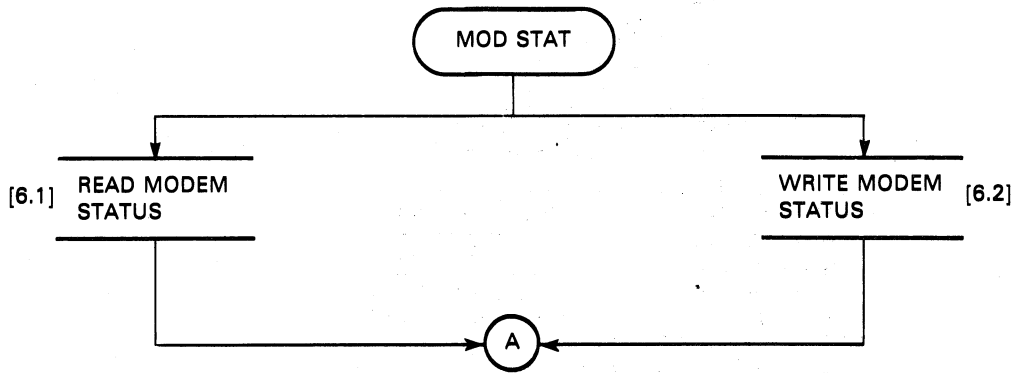 MOD STAT
[6.1]
READ MODEM
STATUS
WRITE MODEM
STATUS
[6.2]
A